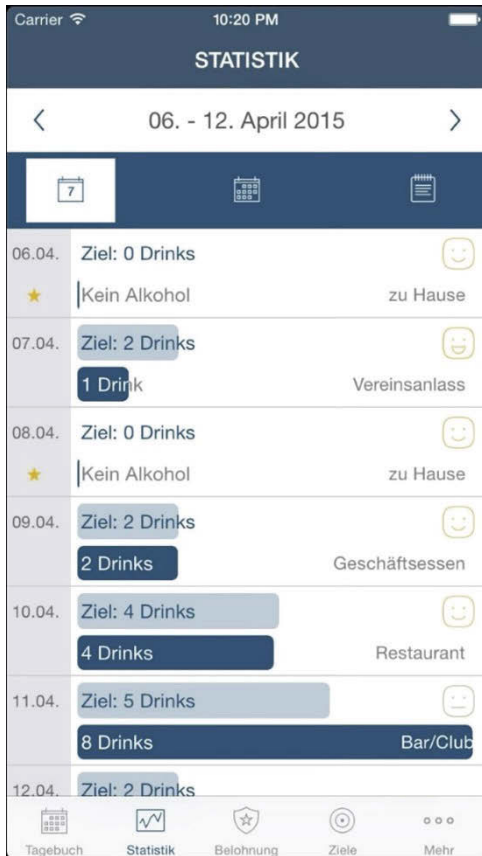 Carrier 10:20 PM
STATISTIK
06. - 12. April 2015
7
06.04. Ziel: 0 Drinks
Kein Alkohol zu Hause
07.04. Ziel: 2 Drinks
1 Drink Vereinsanlass
08.04. Ziel: 0 Drinks
Kein Alkohol zu Hause
09.04. Ziel: 2 Drinks
2 Drinks Geschäftsessen
10.04. Ziel: 4 Drinks
4 Drinks Restaurant
11.04. Ziel: 5 Drinks
8 Drinks Bar/Club
12.04. Ziel: 2 Drinks
Tagebuch Statistik Belohnung Ziele Mehr